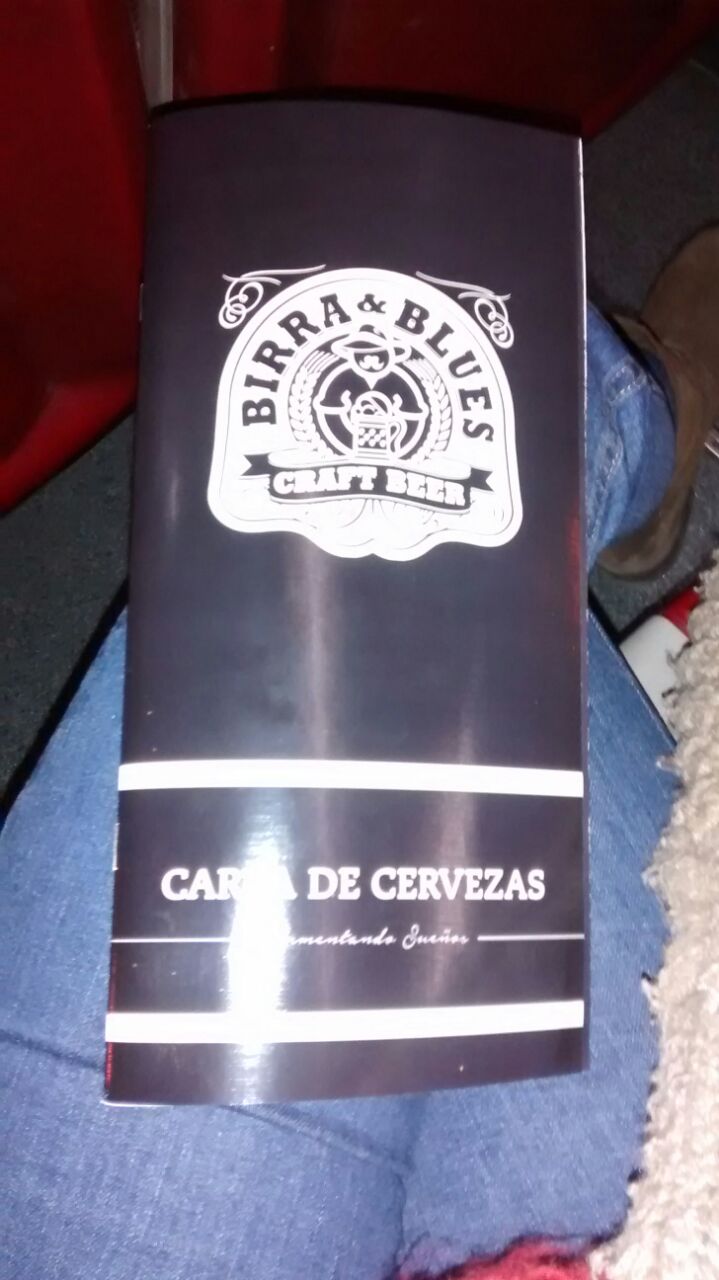 BIRRA & BLUES
CRAFT BEER
DE CERVEZAS
Sueños